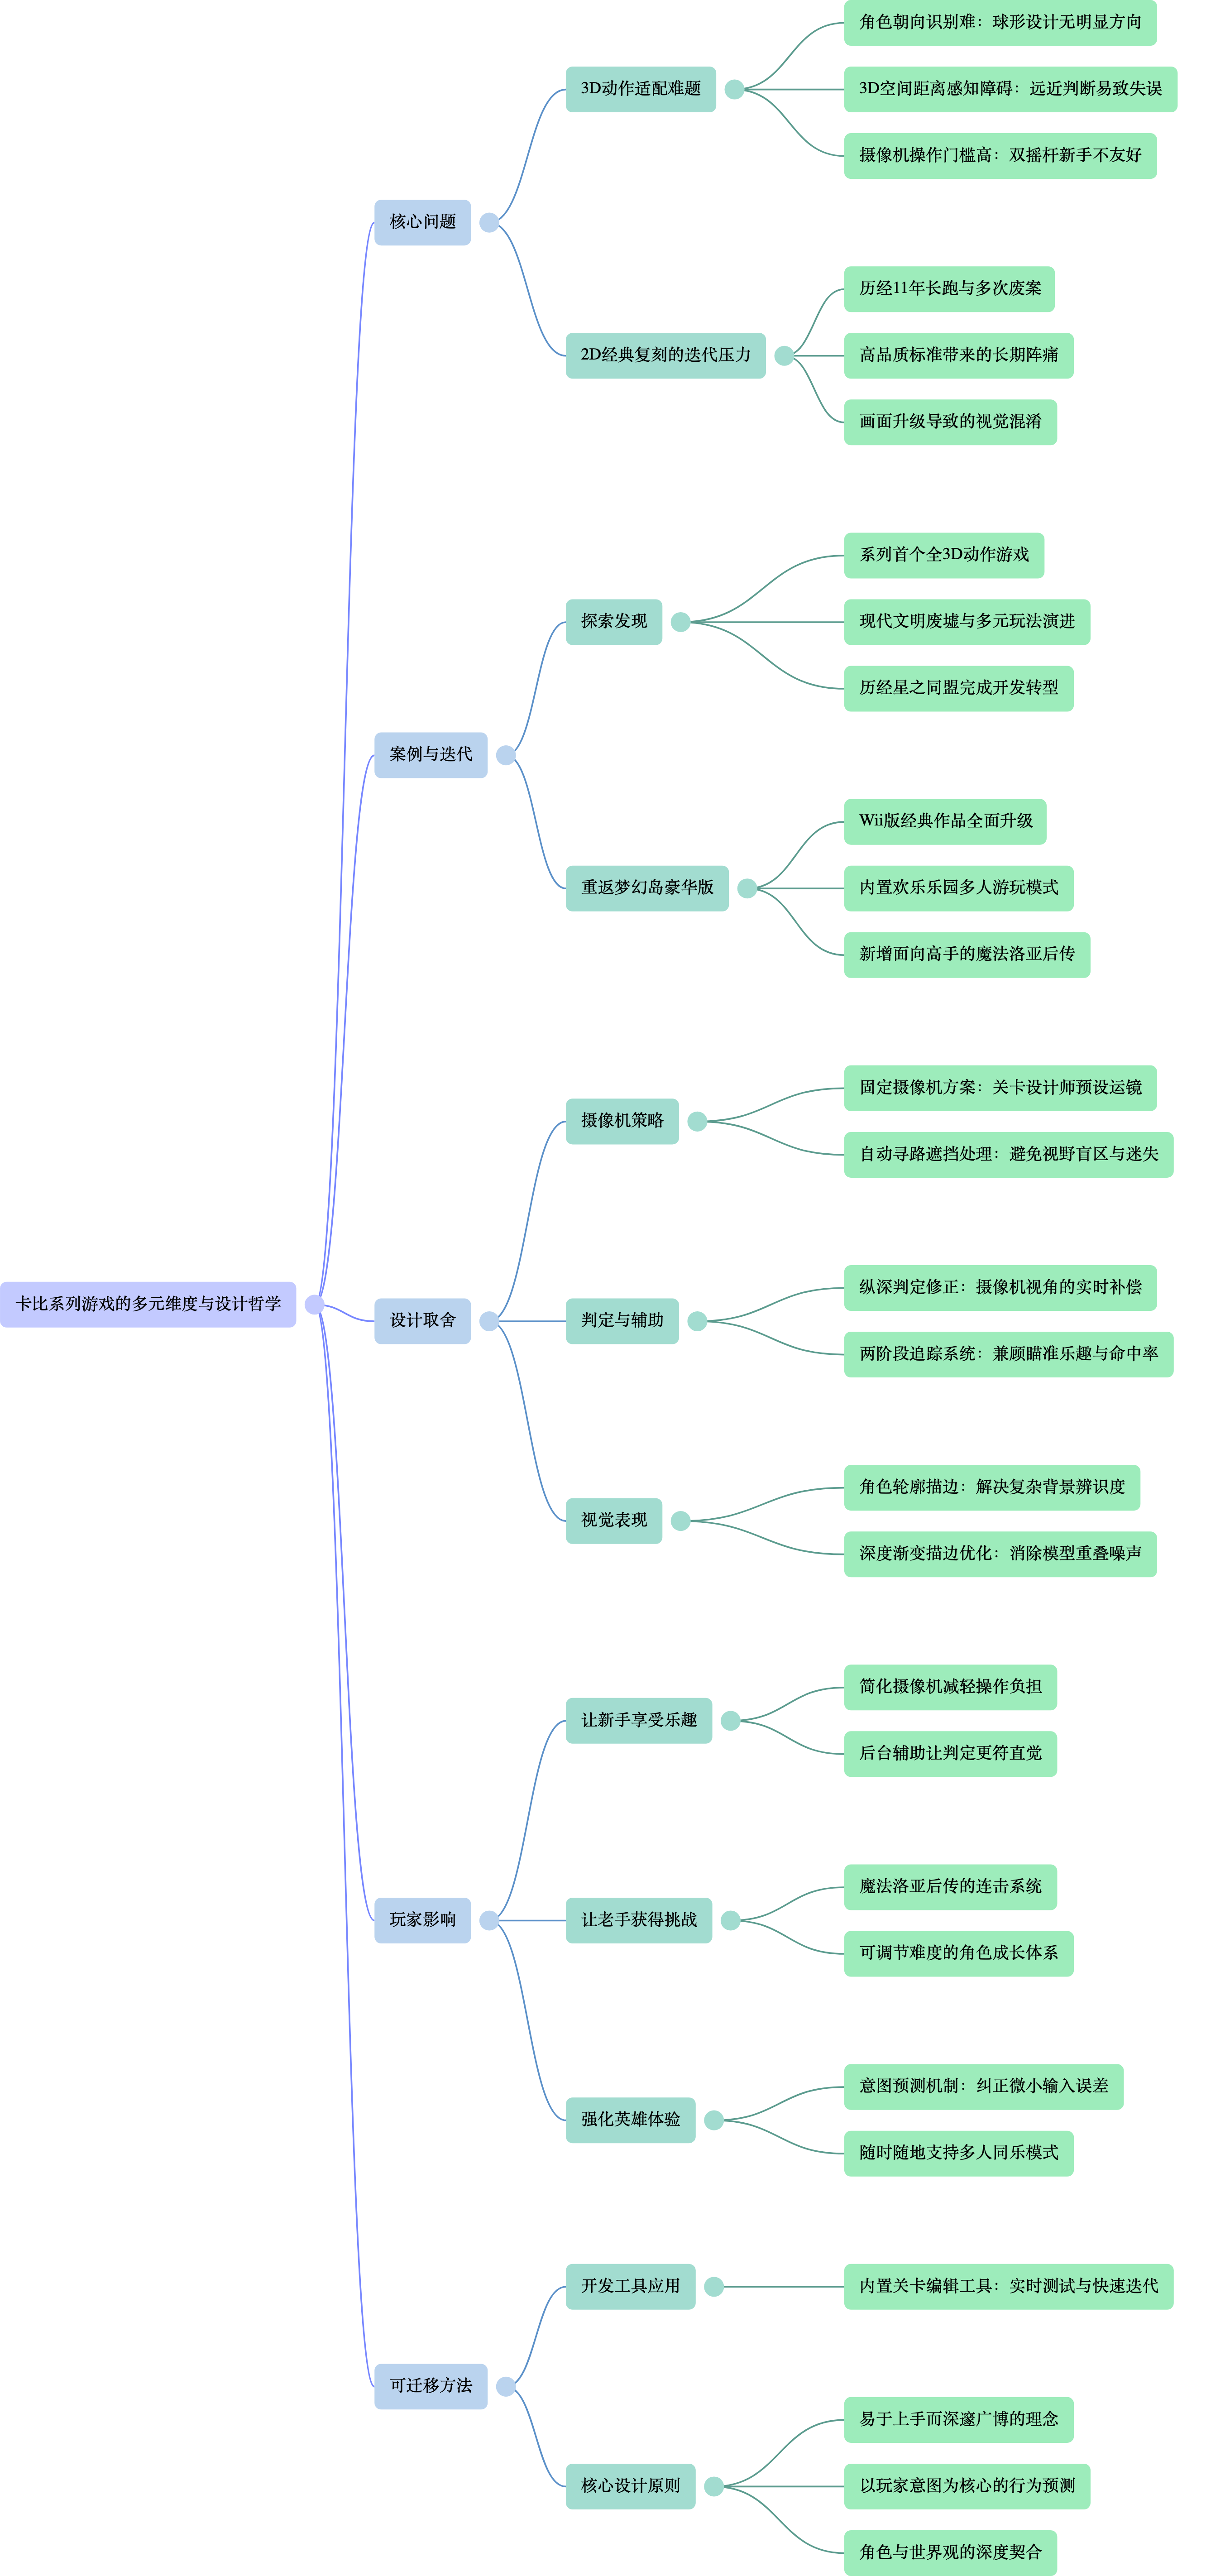 卡比系列游戏的多元维度与设计哲学
核心问题
3D动作适配难题
角色朝向识别难：球形设计无明显方向
3D空间距离感知障碍：远近判断易致失误
摄像机操作门槛高：双摇杆新手不友好
2D经典复刻的迭代压力
历经11年长跑与多次废案
高品质标准带来的长期阵痛
画面升级导致的视觉混淆
案例与迭代
探索发现
系列首个全3D动作游戏
现代文明废墟与多元玩法演进
历经星之同盟完成开发转型
重返梦幻岛豪华版
Wii版经典作品全面升级
内置欢乐乐园多人游玩模式
新增面向高手的魔法洛亚后传
设计取舍
摄像机策略
固定摄像机方案：关卡设计师预设运镜
自动寻路遮挡处理：避免视野盲区与迷失
判定与辅助
纵深判定修正：摄像机视角的实时补偿
两阶段追踪系统：兼顾瞄准乐趣与命中率
视觉表现
角色轮廓描边：解决复杂背景辨识度
深度渐变描边优化：消除模型重叠噪声
玩家影响
让新手享受乐趣
简化摄像机减轻操作负担
后台辅助让判定更符直觉
让老手获得挑战
魔法洛亚后传的连击系统
可调节难度的角色成长体系
强化英雄体验
意图预测机制：纠正微小输入误差
随时随地支持多人同乐模式
可迁移方法
开发工具应用
内置关卡编辑工具：实时测试与快速迭代
核心设计原则
易于上手而深邃广博的理念
以玩家意图为核心的行为预测
角色与世界观的深度契合